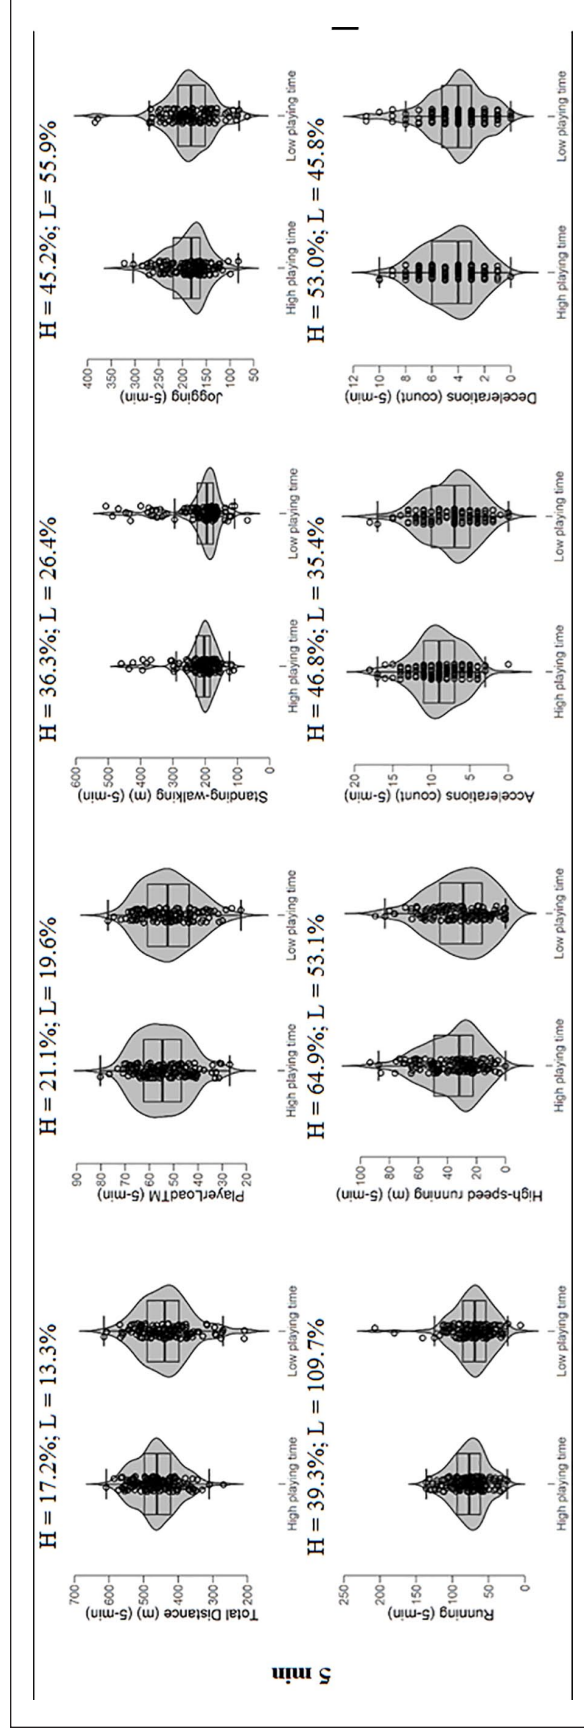 5 min
H = 17.2%; L = 13.3%
Total Distance (m) (5-min)
700
600
500
400
300
200
High playing time
Low playing time
H = 21.1%; L= 19.6%
PlayerLoadTM (5-min)
90
80
70
60
50
40
30
20
High playing time
Low playing time
H = 36.3%; L = 26.4%
Standing-walking (m) (5-min)
600
500
400
300
200
100
0
High playing time
Low playing time
H = 45.2%; L= 55.9%
Jogging (5-min)
400
350
300
250
200
150
100
50
High playing time
Low playing time
H = 39.3%; L = 109.7%
Running (5-min)
250
200
150
100
50
0
High playing time
Low playing time
H = 64.9%; L = 53.1%
High-speed running (m) (5-min)
100
80
60
40
20
0
High playing time
Low playing time
H = 46.8%; L = 35.4%
Accelerations (count) (5-min)
20
15
10
5
0
High playing time
Low playing time
H = 53.0%; L = 45.8%
Decelerations (count) (5-min)
12
10
8
6
4
2
0
High playing time
Low playing time